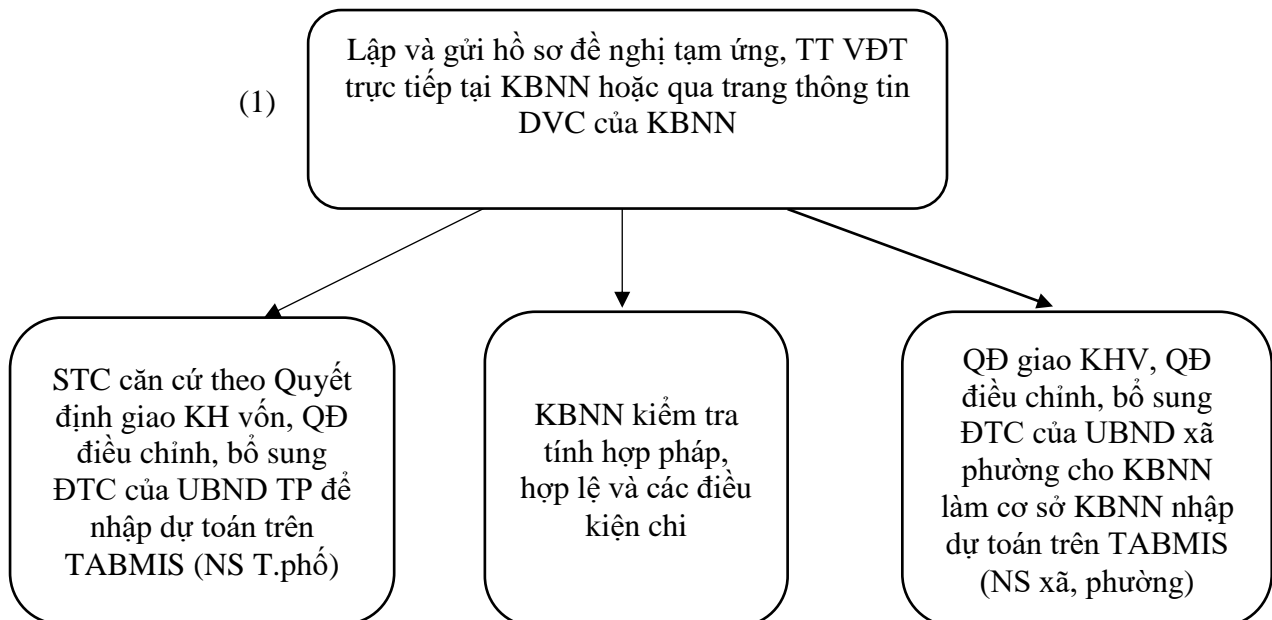 Lập và gửi hồ sơ đề nghị tạm ứng, TT VĐT
trực tiếp tại KBNN hoặc qua trang thông tin
DVC của KBNN
(1)
STC căn cứ theo Quyết
định giao KH vốn, QĐ
điều chỉnh, bổ sung
ĐTC của UBND TP để
nhập dự toán trên
TABMIS (NS T.phố)
KBNN kiểm tra
tính hợp pháp,
hợp lệ và các điều
kiện chi
QĐ giao KHV, QĐ
điều chỉnh, bổ sung
ĐTC của UBND xã
phường cho KBNN
làm cơ sở KBNN nhập
dự toán trên TABMIS
(NS xã, phường)